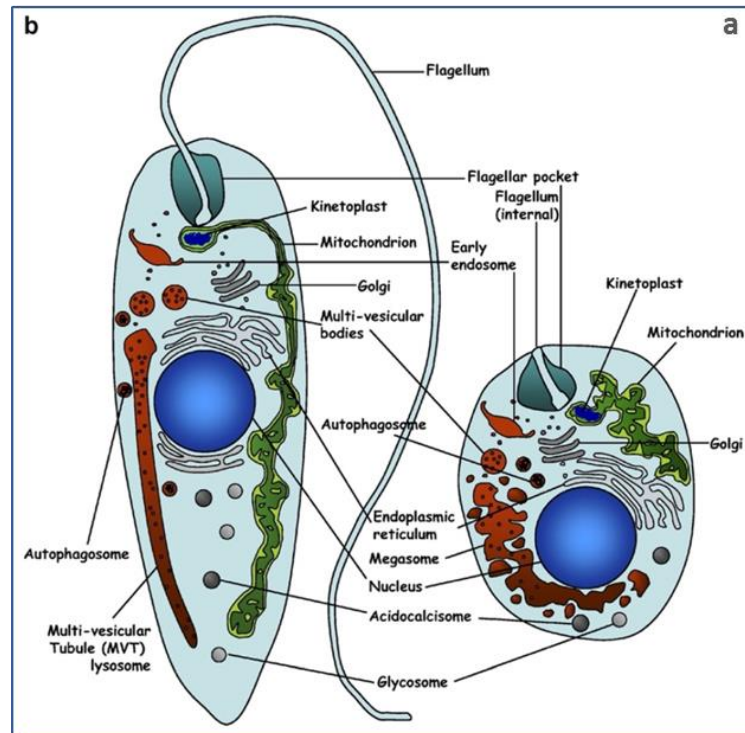 b
a
Flagellum
Flagellar pocket
Flagellum
(internal)
Kinetoplast
Mitochondrion
Early
endosome
Golgi
Kinetoplast
Multi-vesicular
bodies
Mitochondrion
Autophagosome
Golgi
Endoplasmic
reticulum
Autophagosome
Megasome
Nucleus
Acidocalcisome
Multi-vesicular
Tubule (MVT)
lysosome
Glycosome